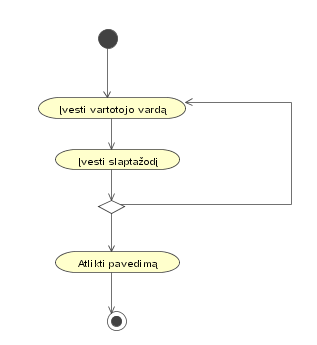 Įvesti vartotojo vardą
Įvesti slaptažodį
Atlikti pavedimą